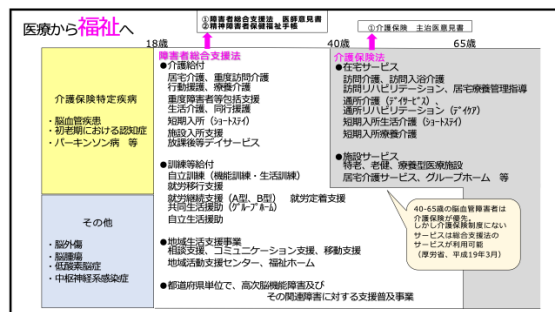 医療から福祉へ
①障害者総合支援法　医師意見書
②精神障害者保健福祉手帳
①介護保険　主治医意見書
18歳
40歳
65歳
介護保険特定疾病
・脳血管疾患
・初老期における認知症
・パーキンソン病　等
その他
・脳外傷
・脳腫瘍
・低酸素脳症
・中枢神経系感染症
障害者総合支援法
●介護給付
居宅介護、重度訪問介護
行動援護、療養介護
重度障害者等包括支援
生活介護、同行援護
短期入所（ショートステイ）
施設入所支援
放課後等デイサービス
●訓練等給付
自立訓練（機能訓練・生活訓練）
就労移行支援
就労継続支援（A型、B型）　就労定着支援
共同生活援助（グループホーム）
自立生活援助
●地域生活支援事業
相談支援、コミュニケーション支援、移動支援
地域活動支援センター、福祉ホーム
●都道府県単位で、高次脳機能障害及び
その関連障害に対する支援普及事業
介護保険法
●在宅サービス
訪問介護、訪問入浴介護
訪問リハビリテーション、居宅療養管理指導
通所介護（デイサービス）、
通所リハビリテーション（デイケア）
短期入所生活介護（ショートステイ）
短期入所療養介護
●施設サービス
特老、老健、療養型医療施設
居宅介護サービス、グループホーム　等
40-65歳の脳血管障害者は
介護保険が優先。
しかし介護保険制度にない
サービスは総合支援法の
サービスが利用可能
（厚労省、平成19年3月）